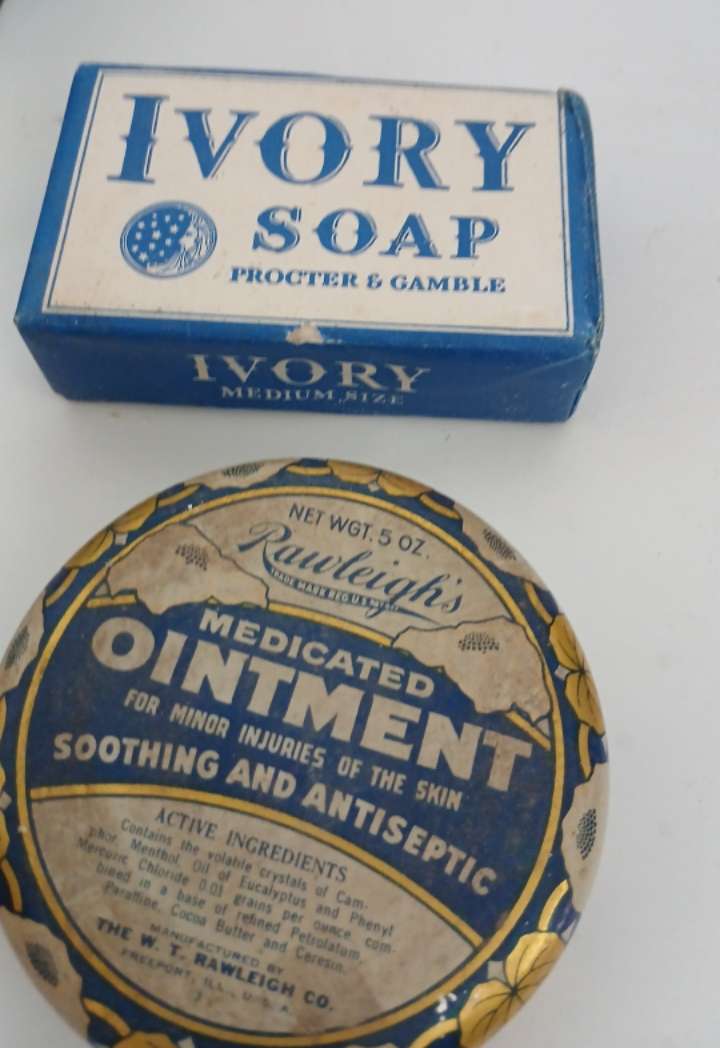 IVORY
SOAP
PROCTER & GAMBLE
IVORY
MEDIUM SIZE
NET WGT. 5 OZ.
Rawleigh's
TRADE MARK REG U.S.
MEDICATED
OINTMENT
FOR MINOR INJURIES OF THE SKIN
SOOTHING AND ANTISEPTIC
ACTIVE INGREDIENTS
Contains the volatile crystals of Cam-
phor, Menthol, Oil of Eucalyptus and Phenyl
Mercuric Chloride 0.01 grains per ounce com-
bined in a base of refined Petrolatum,
Paraffine, Cocoa Butter and Ceresin.
MANUFACTURED BY
THE W. T. RAWLEIGH CO.
FREEPORT, ILL., U.S.A.